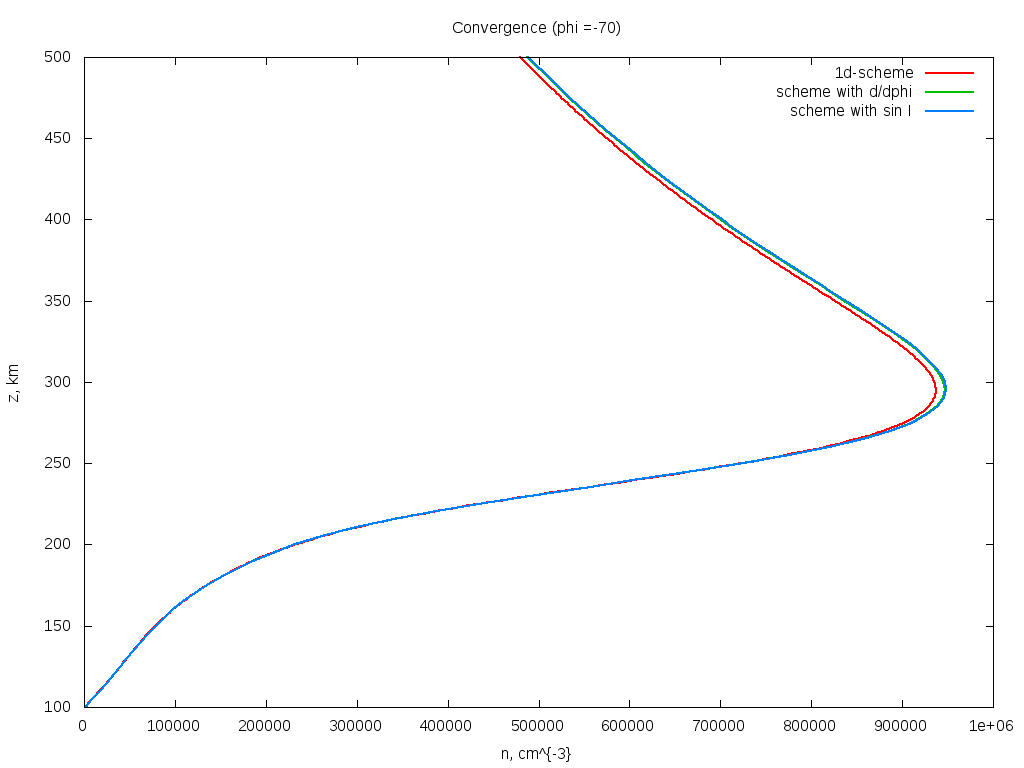 Convergence (phi =-70)
500
1d-scheme
scheme with d/dphi
scheme with sin I
450
400
350
300
z, km
250
200
150
100
0 100000 200000 300000 400000 500000 600000 700000 800000 900000 1e+06
n, cm^{-3}